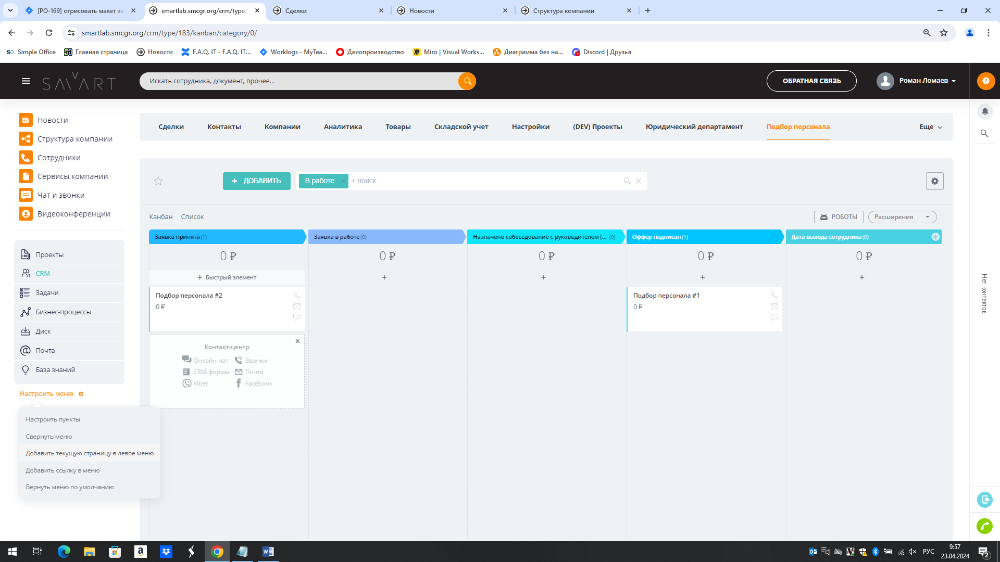 [PO-169] отрисовать макет за
smartlab.smcgr.org/crm/type/
Сделки
Новости
Структура компании
smartlab.smcgr.org/crm/type/183/kanban/category/0/
SO Simple Office
Главная страница
Новости
F.A.Q. IT - F.A.Q. IT...
Worklogs - MyTea...
Делопроизводство
Miro | Visual Works...
Диаграмма без на...
Discord | Друзья
SAVART
Искать сотрудника, документ, прочее...
ОБРАТНАЯ СВЯЗЬ
Роман Ломаев
Новости
Структура компании
Сотрудники
Сервисы компании
Чат и звонки
Видеоконференции
Проекты
CRM
Задачи
Бизнес-процессы
Диск
Почта
База знаний
Настроить меню
Настроить пункты
Свернуть меню
Добавить текущую страницу в левое меню
Добавить ссылку в меню
Вернуть меню по умолчанию
Сделки
Контакты
Компании
Аналитика
Товары
Складской учет
Настройки
(DEV) Проекты
Юридический департамент
Подбор персонала
Еще
+ ДОБАВИТЬ
В работе ×
+ поиск
Канбан
Список
РОБОТЫ
Расширения
Заявка принята (1)
Заявка в работе (0)
Назначено собеседование с руководителем (... (0)
Оффер подписан (1)
Дата выхода сотрудника (0)
0 ₽
0 ₽
0 ₽
0 ₽
0 ₽
+ Быстрый элемент
+
+
+
+
Подбор персонала #2
0 ₽
Подбор персонала #1
0 ₽
Контакт-центр
Онлайн-чат
Звонки
CRM-формы
Почта
Viber
Facebook
Нет контактов
РУС
9:57
23.04.2024
2